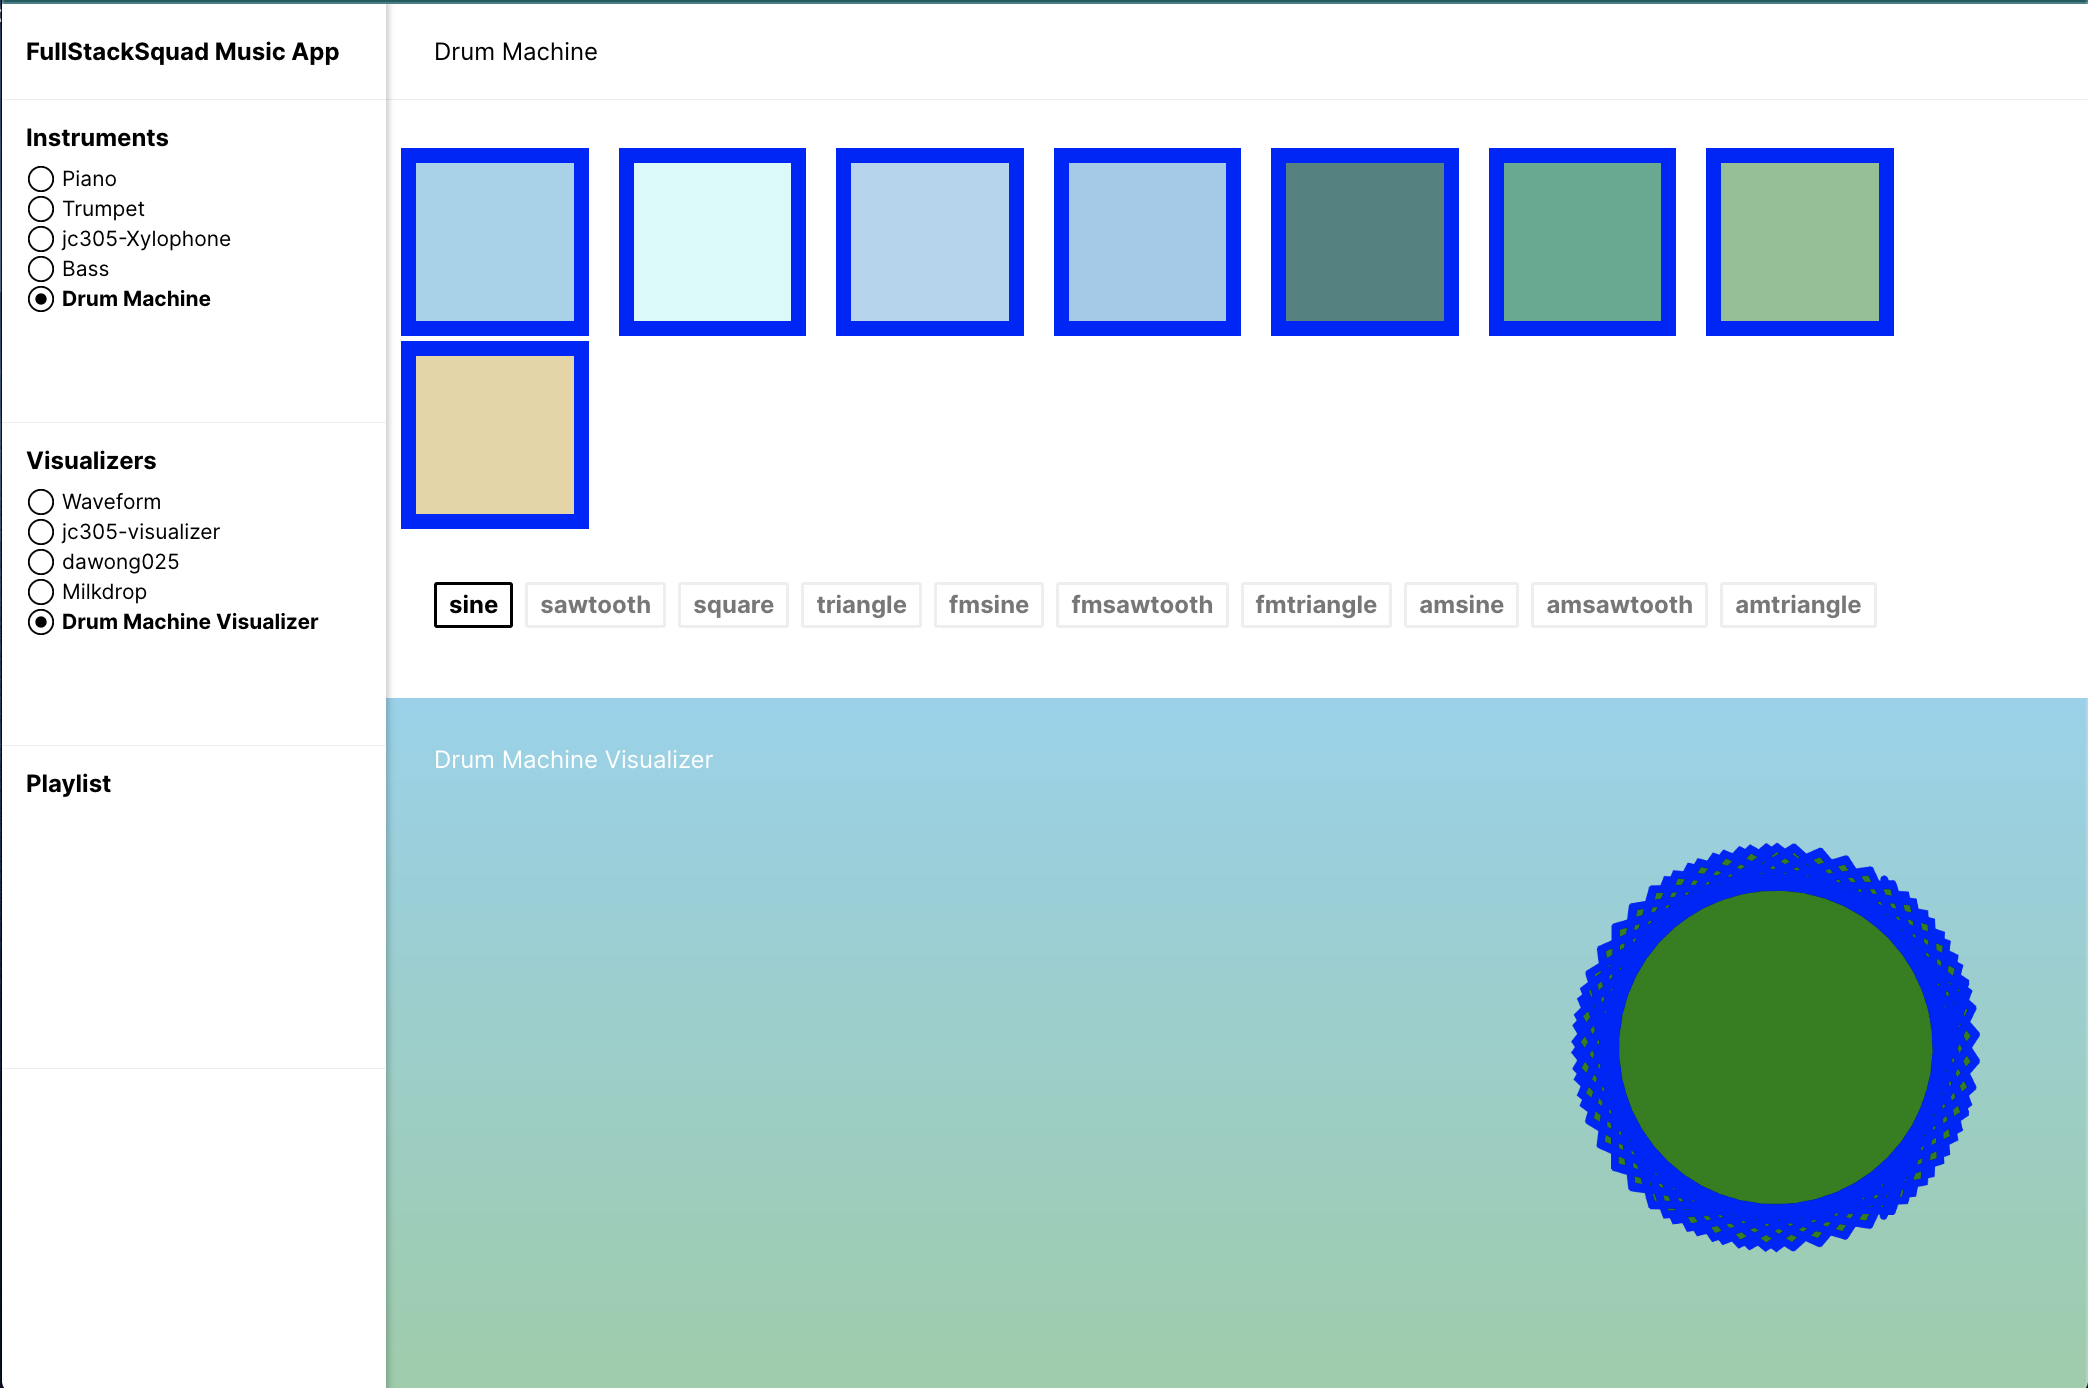 FullStackSquad Music App
Drum Machine
Instruments
Piano
Trumpet
jc305-Xylophone
Bass
Drum Machine
Visualizers
Waveform
jc305-visualizer
dawong025
Milkdrop
Drum Machine Visualizer
Playlist
sine sawtooth square triangle fmsine fmsawtooth fmtriangle amsine amsawtooth amtriangle
Drum Machine Visualizer